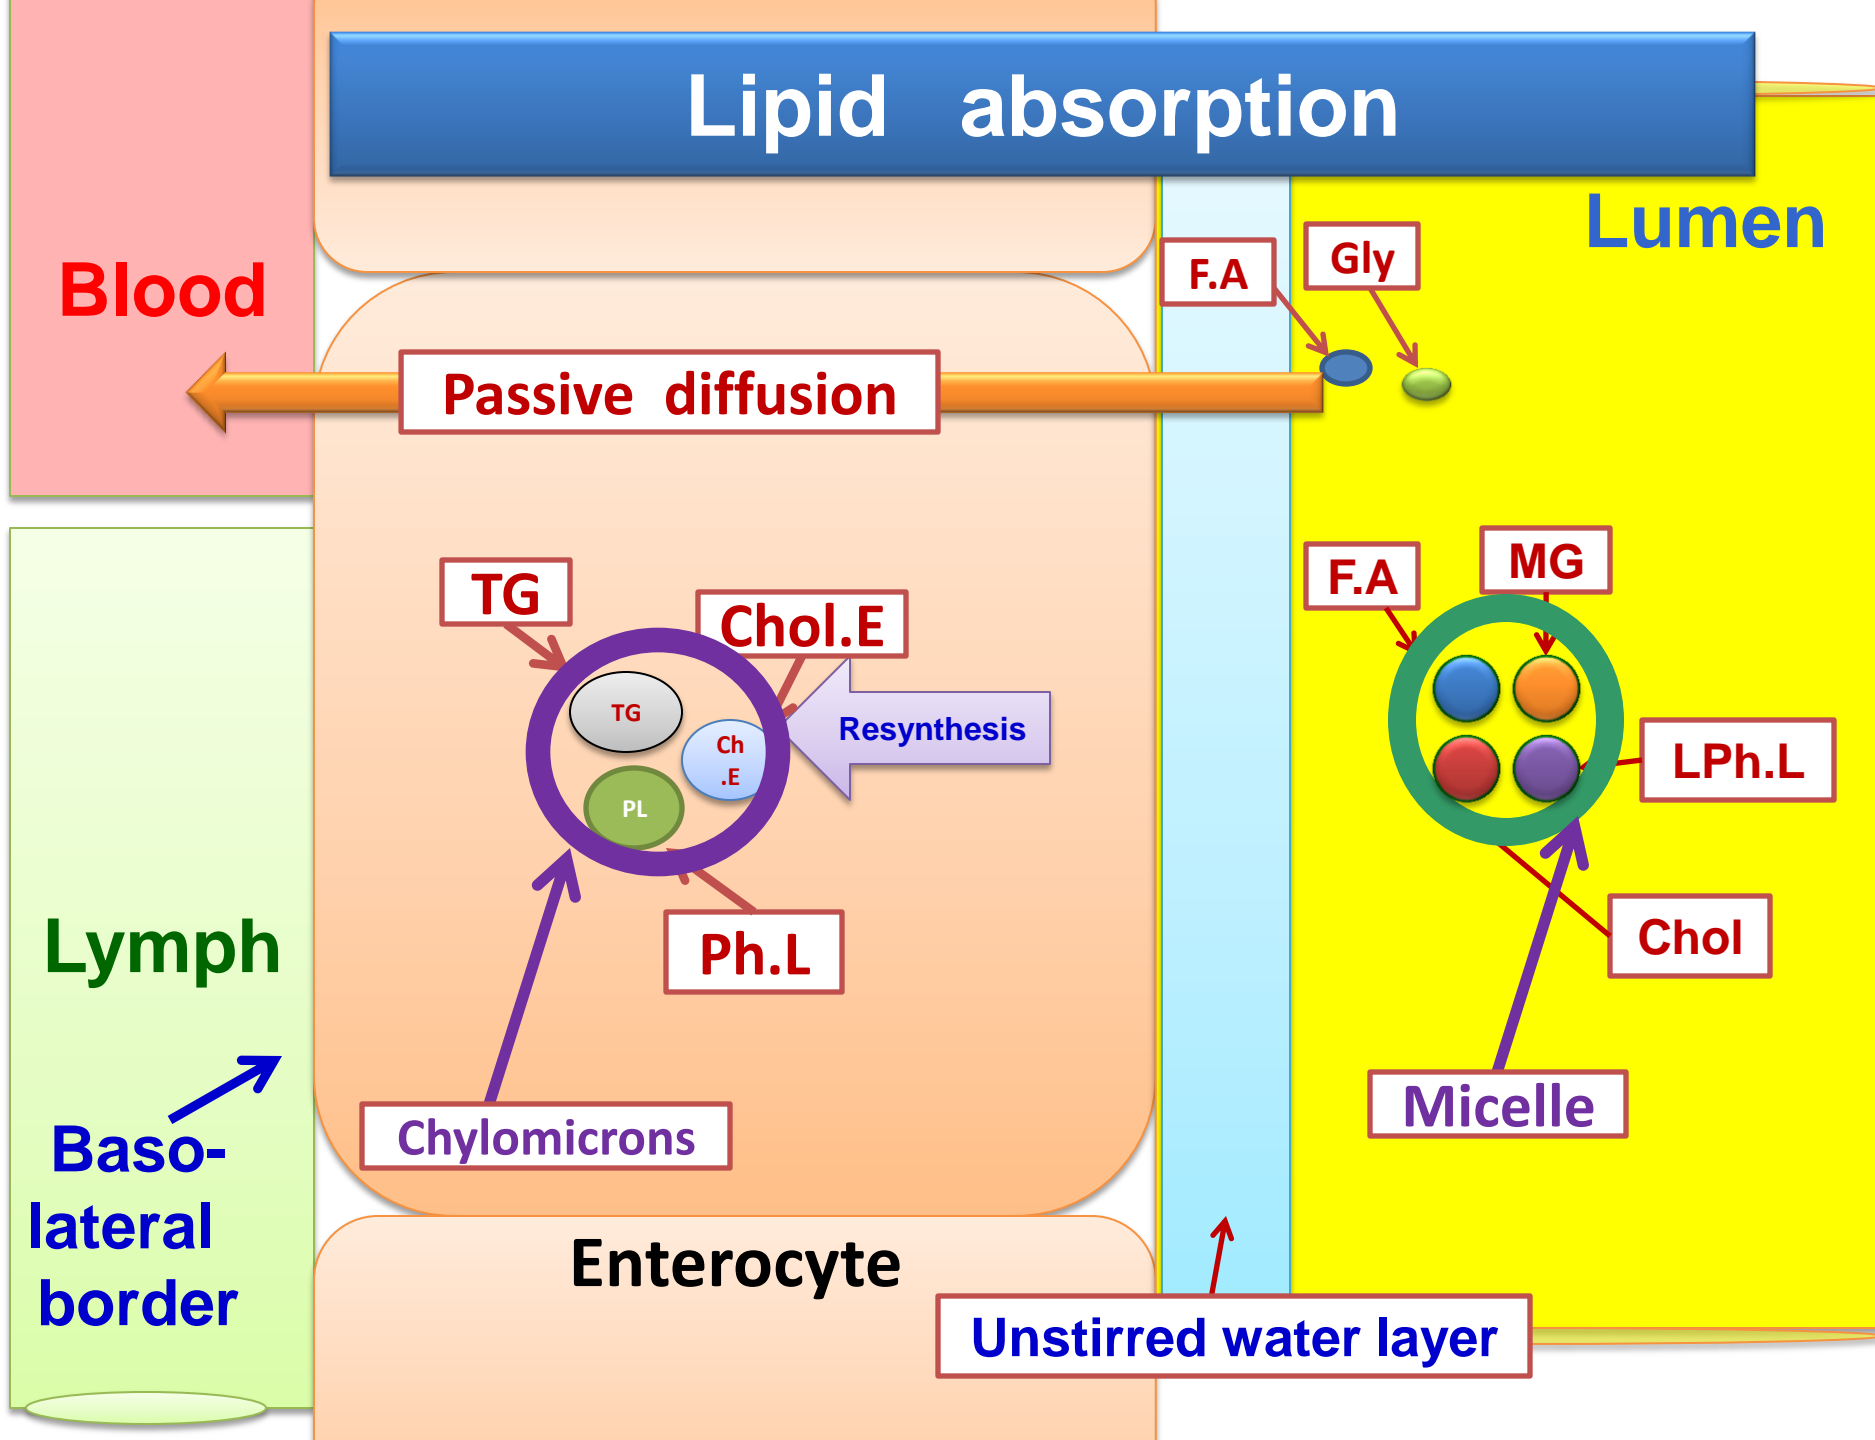 Lipid absorption
Lumen
Blood
F.A
Gly
Passive diffusion
TG
Chol.E
F.A
MG
TG
Ch
.E
PL
Resynthesis
LPh.L
Ph.L
Chol
Lymph
Micelle
Chylomicrons
Baso-
lateral
border
Enterocyte
Unstirred water layer